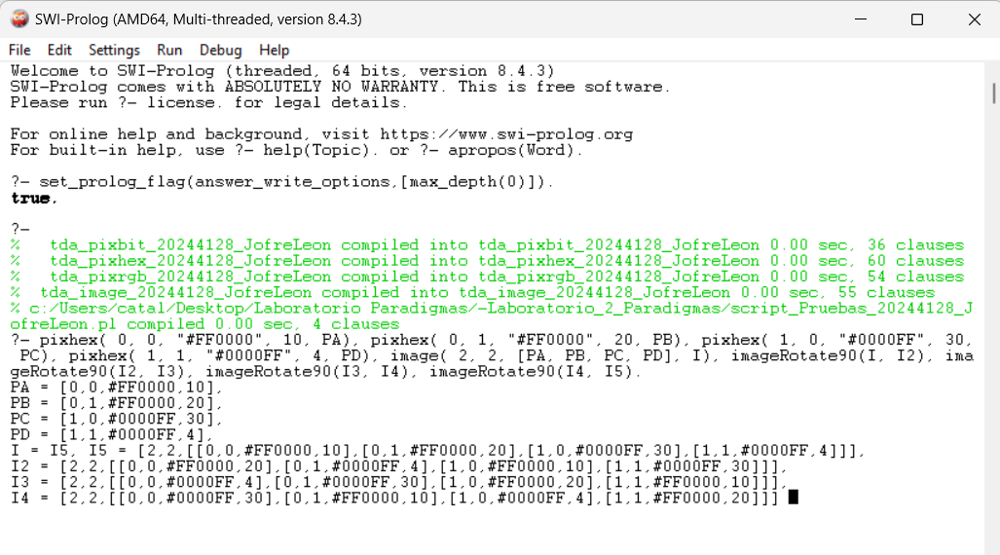 SWI-Prolog (AMD64, Multi-threaded, version 8.4.3)
File Edit Settings Run Debug Help
Welcome to SWI-Prolog (threaded, 64 bits, version 8.4.3)
SWI-Prolog comes with ABSOLUTELY NO WARRANTY. This is free software.
Please run ?- license. for legal details.
For online help and background, visit https://www.swi-prolog.org
For built-in help, use ?- help(Topic). or ?- apropos(Word).
?- set_prolog_flag(answer_write_options,[max_depth(0)]).
true.
?-
%   tda_pixbit_20244128_JofreLeon compiled into tda_pixbit_20244128_JofreLeon 0.00 sec, 36 clauses
%   tda_pixhex_20244128_JofreLeon compiled into tda_pixhex_20244128_JofreLeon 0.00 sec, 60 clauses
%   tda_pixrgb_20244128_JofreLeon compiled into tda_pixrgb_20244128_JofreLeon 0.00 sec, 54 clauses
%  tda_image_20244128_JofreLeon compiled into tda_image_20244128_JofreLeon 0.00 sec, 55 clauses
% c:/Users/catal/Desktop/Laboratorio Paradigmas/-Laboratorio_2_Paradigmas/script_Pruebas_20244128_J
ofreLeon.pl compiled 0.00 sec, 4 clauses
?- pixhex( 0, 0, "#FF0000", 10, PA), pixhex( 0, 1, "#FF0000", 20, PB), pixhex( 1, 0, "#0000FF", 30,
 PC), pixhex( 1, 1, "#0000FF", 4, PD), image( 2, 2, [PA, PB, PC, PD], I), imageRotate90(I, I2), ima
geRotate90(I2, I3), imageRotate90(I3, I4), imageRotate90(I4, I5).
PA = [0,0,#FF0000,10],
PB = [0,1,#FF0000,20],
PC = [1,0,#0000FF,30],
PD = [1,1,#0000FF,4],
I = I5, I5 = [2,2,[[0,0,#FF0000,10],[0,1,#FF0000,20],[1,0,#0000FF,30],[1,1,#0000FF,4]]],
I2 = [2,2,[[0,0,#FF0000,20],[0,1,#0000FF,4],[1,0,#FF0000,10],[1,1,#0000FF,30]]],
I3 = [2,2,[[0,0,#0000FF,4],[0,1,#0000FF,30],[1,0,#FF0000,20],[1,1,#FF0000,10]]],
I4 = [2,2,[[0,0,#0000FF,30],[0,1,#FF0000,10],[1,0,#0000FF,4],[1,1,#FF0000,20]]]